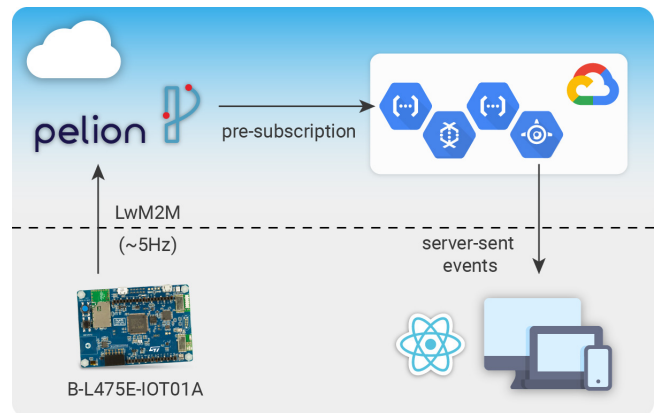 pelion
pre-subscription
LwM2M
(~5Hz)
server-sent
events
B-L475E-IOT01A